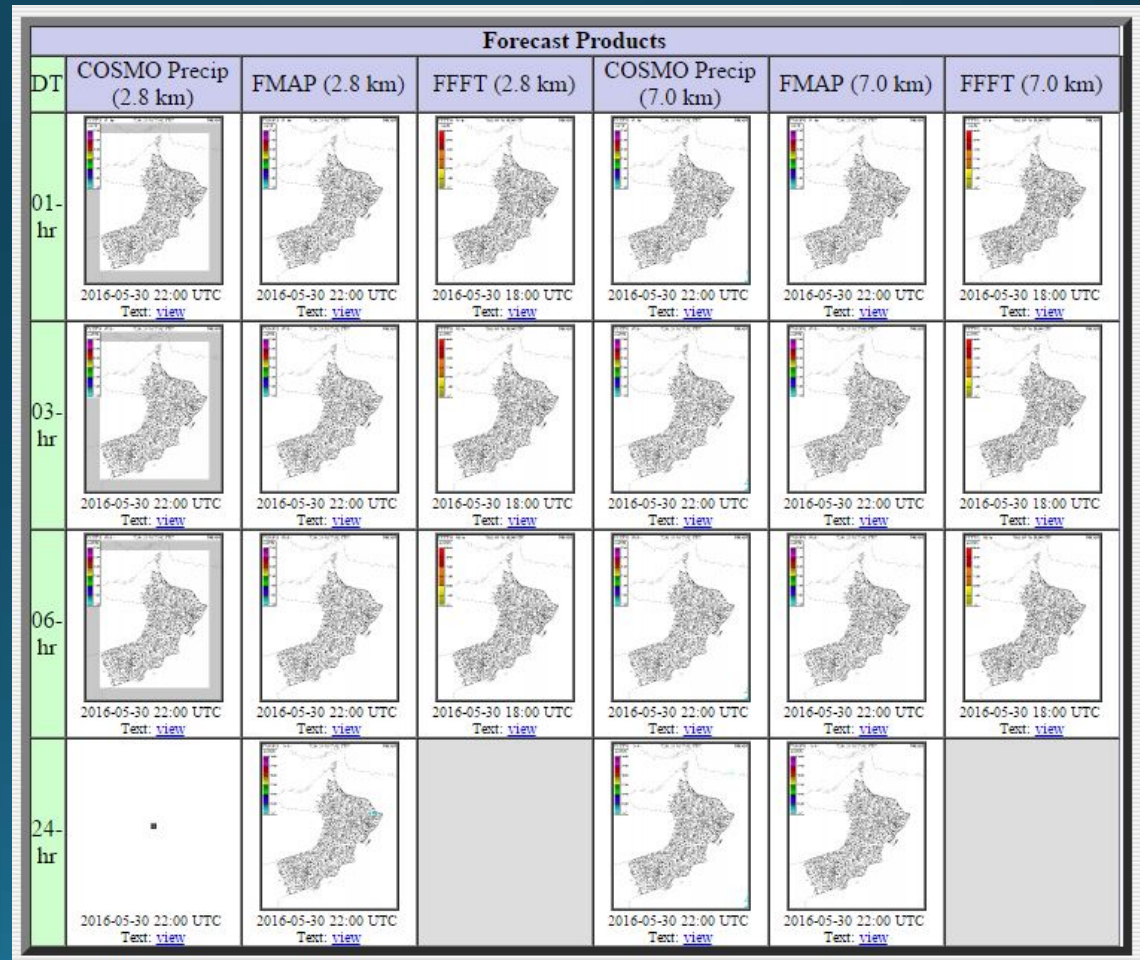 Forecast Products
DT
COSMO Precip
(2.8 km)
FMAP (2.8 km)
FFFT (2.8 km)
COSMO Precip
(7.0 km)
FMAP (7.0 km)
FFFT (7.0 km)
01-
hr
2016-05-30 22:00 UTC
Text: view
2016-05-30 22:00 UTC
Text: view
2016-05-30 18:00 UTC
Text: view
2016-05-30 22:00 UTC
Text: view
2016-05-30 22:00 UTC
Text: view
2016-05-30 18:00 UTC
Text: view
03-
hr
2016-05-30 22:00 UTC
Text: view
2016-05-30 22:00 UTC
Text: view
2016-05-30 18:00 UTC
Text: view
2016-05-30 22:00 UTC
Text: view
2016-05-30 22:00 UTC
Text: view
2016-05-30 18:00 UTC
Text: view
06-
hr
2016-05-30 22:00 UTC
Text: view
2016-05-30 22:00 UTC
Text: view
2016-05-30 18:00 UTC
Text: view
2016-05-30 22:00 UTC
Text: view
2016-05-30 22:00 UTC
Text: view
2016-05-30 18:00 UTC
Text: view
24-
hr
2016-05-30 22:00 UTC
Text: view
2016-05-30 22:00 UTC
Text: view
2016-05-30 22:00 UTC
Text: view
2016-05-30 22:00 UTC
Text: view